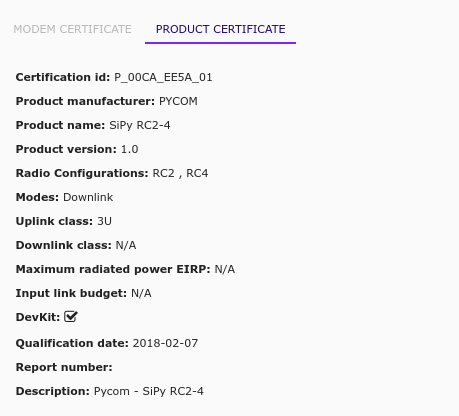 MODEM CERTIFICATE PRODUCT CERTIFICATE
Certification id: P_00CA_EE5A_01
Product manufacturer: PYCOM
Product name: SiPy RC2-4
Product version: 1.0
Radio Configurations: RC2 , RC4
Modes: Downlink
Uplink class: 3U
Downlink class: N/A
Maximum radiated power EIRP: N/A
Input link budget: N/A
DevKit:
Qualification date: 2018-02-07
Report number:
Description: Pycom - SiPy RC2-4